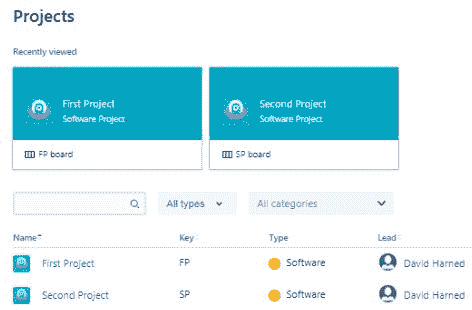 Projects
Recently viewed
First Project
Software Project
FP board
Second Project
Software Project
SP board
All types
All categories
Name Key Type Lead
First Project FP Software David Harned
Second Project SP Software David Harned